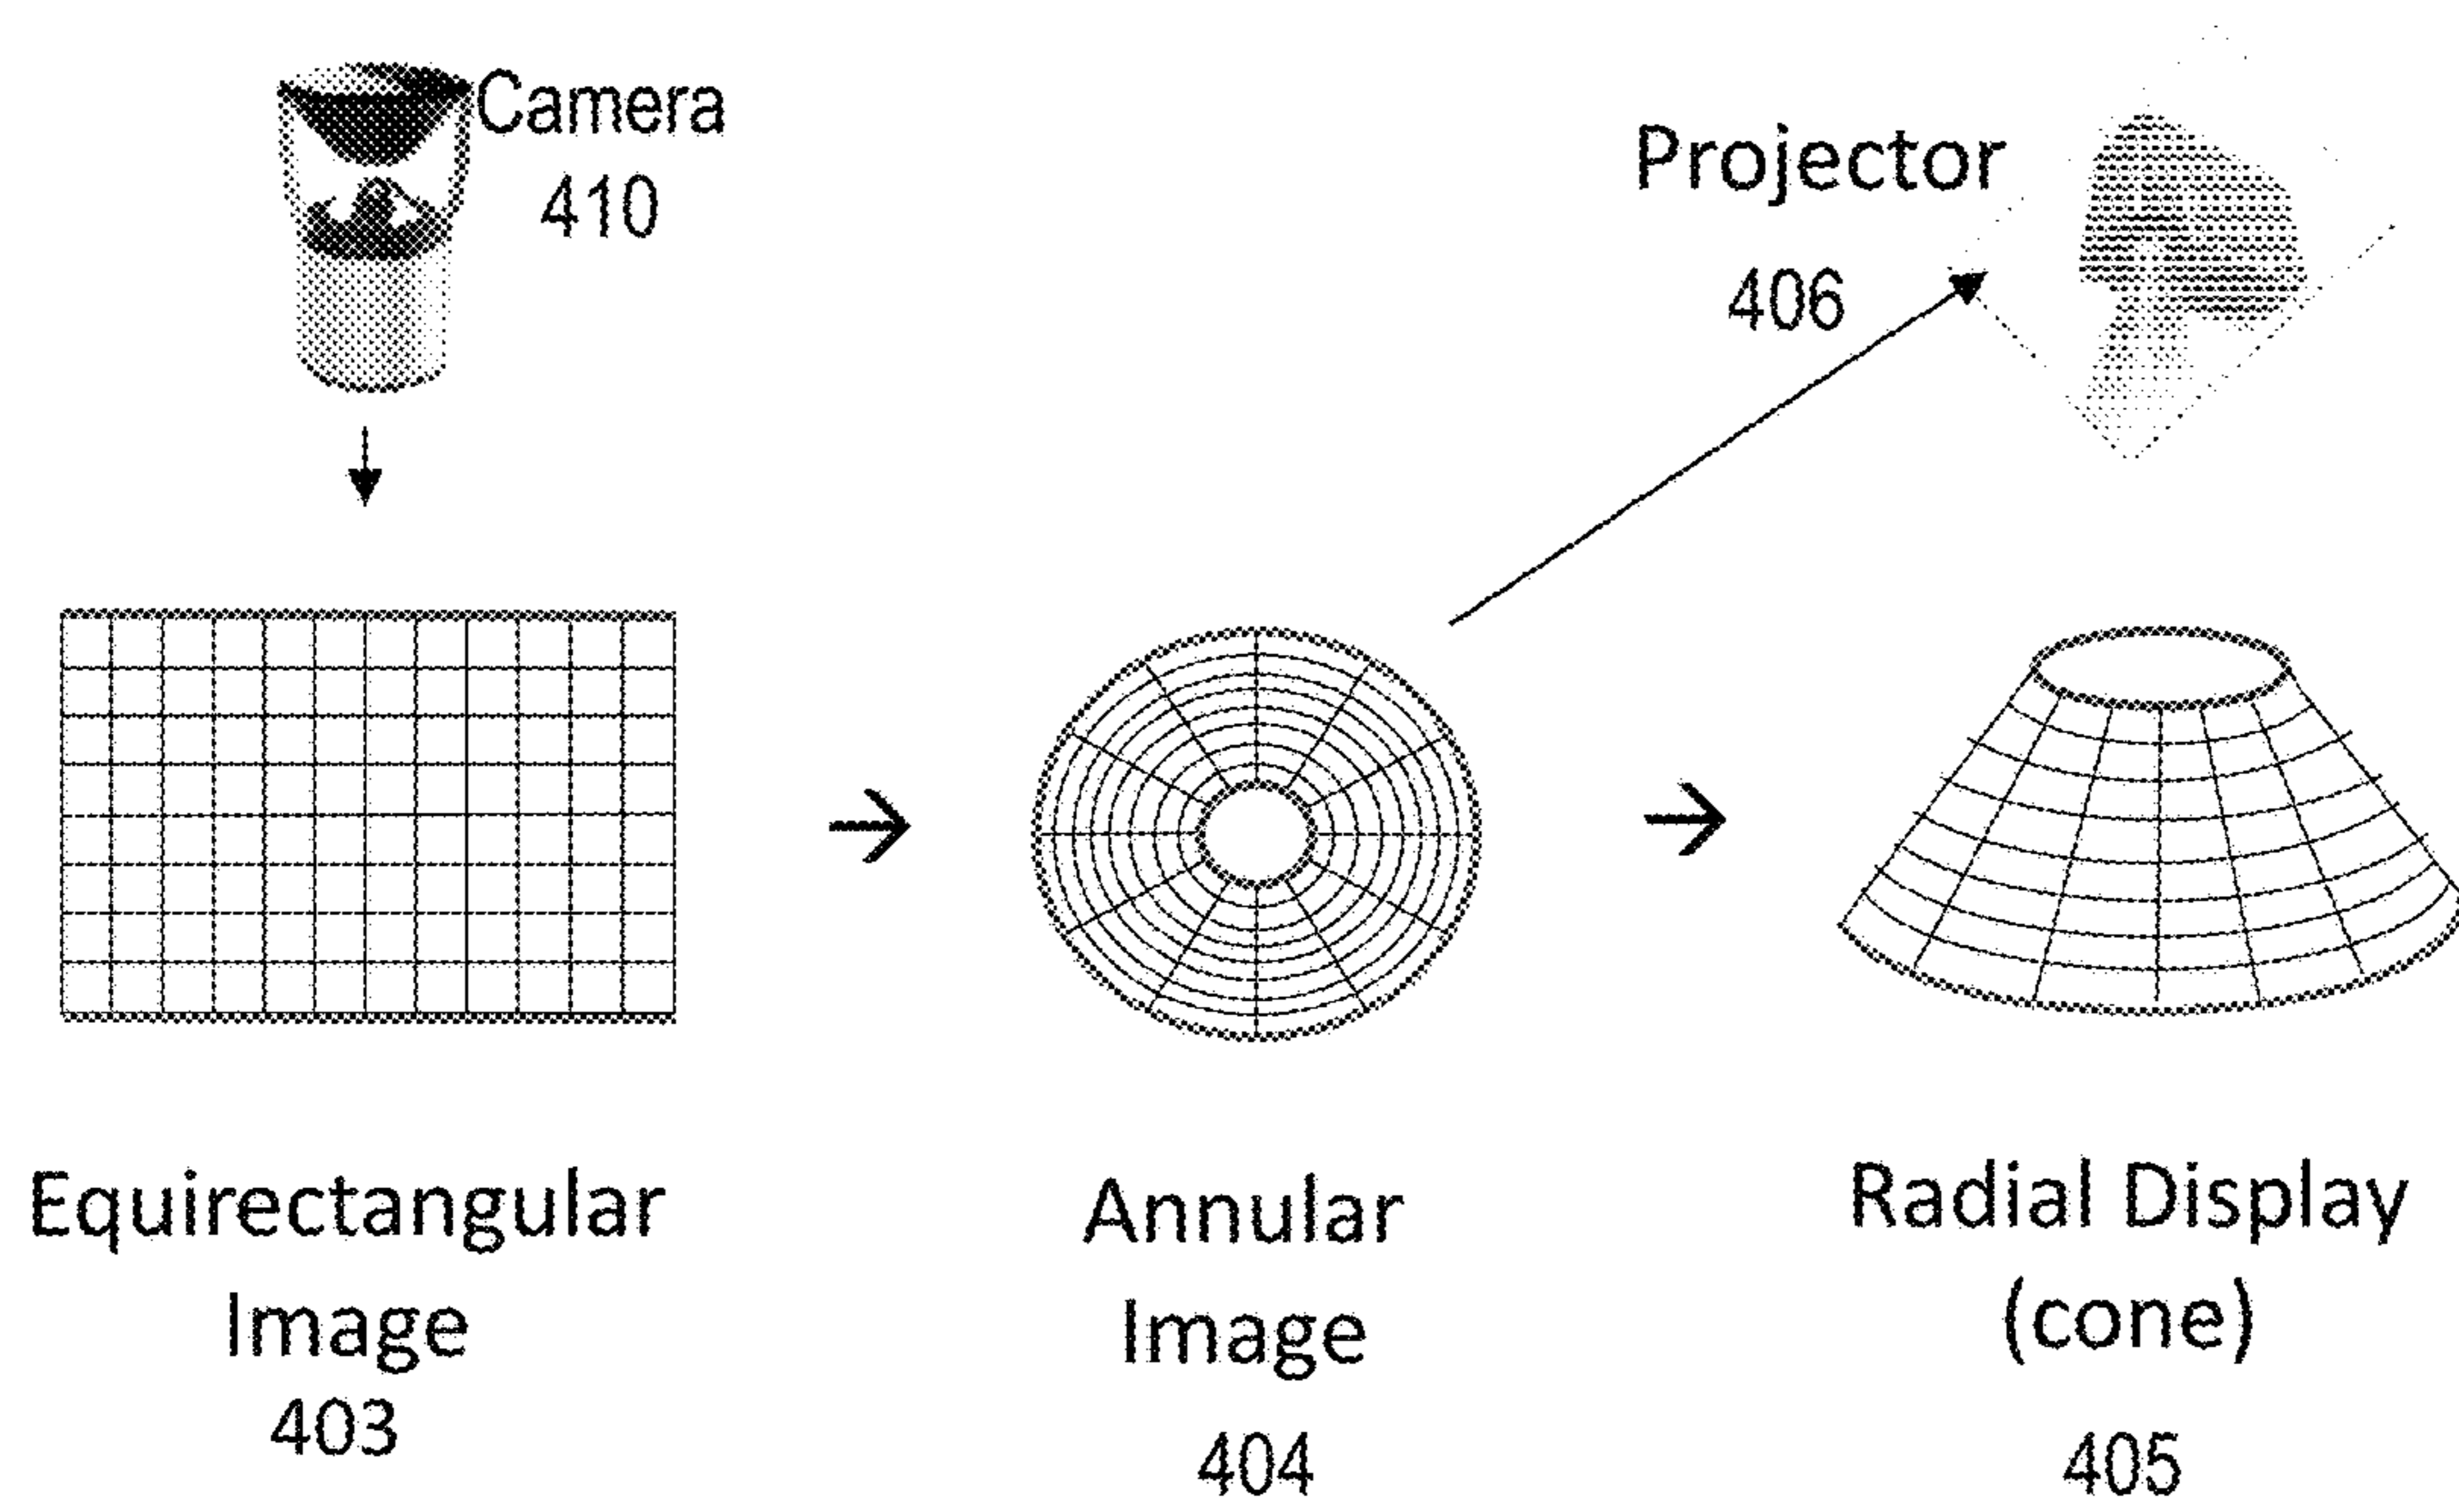 Camera
410
Projector
406
Equirectangular
Image
403
Annular
Image
404
Radial Display
(cone)
405